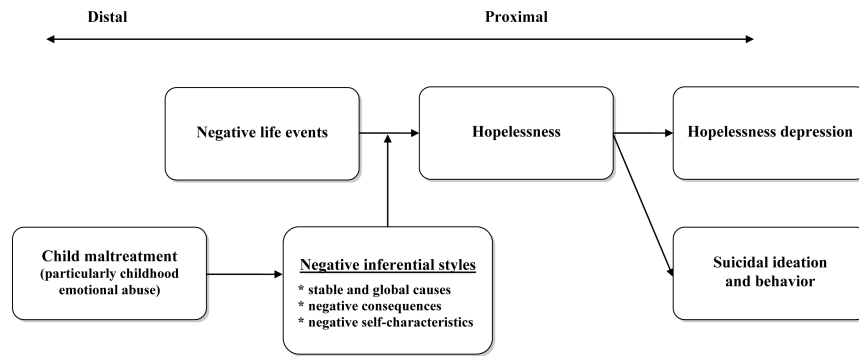 Distal
Proximal
Negative life events
Hopelessness
Hopelessness depression
Child maltreatment
(particularly childhood
emotional abuse)
Negative inferential styles
* stable and global causes
* negative consequences
* negative self-characteristics
Suicidal ideation
and behavior